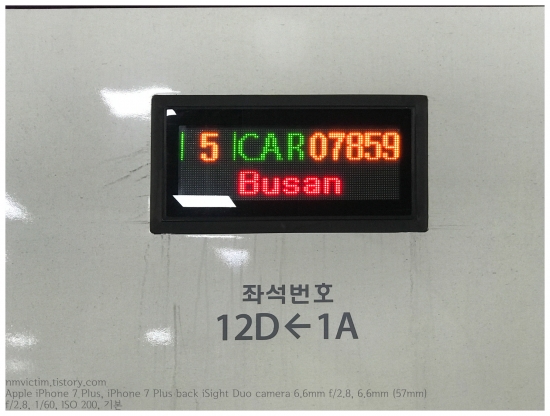 5 CAR 07859
Busan
좌석번호
12D←1A
nmvictim.tistory.com
Apple iPhone 7 Plus, iPhone 7 Plus back iSight Duo camera 6.6mm f/2.8, 6.6mm (57mm)
f/2.8, 1/60, ISO 200, 기본